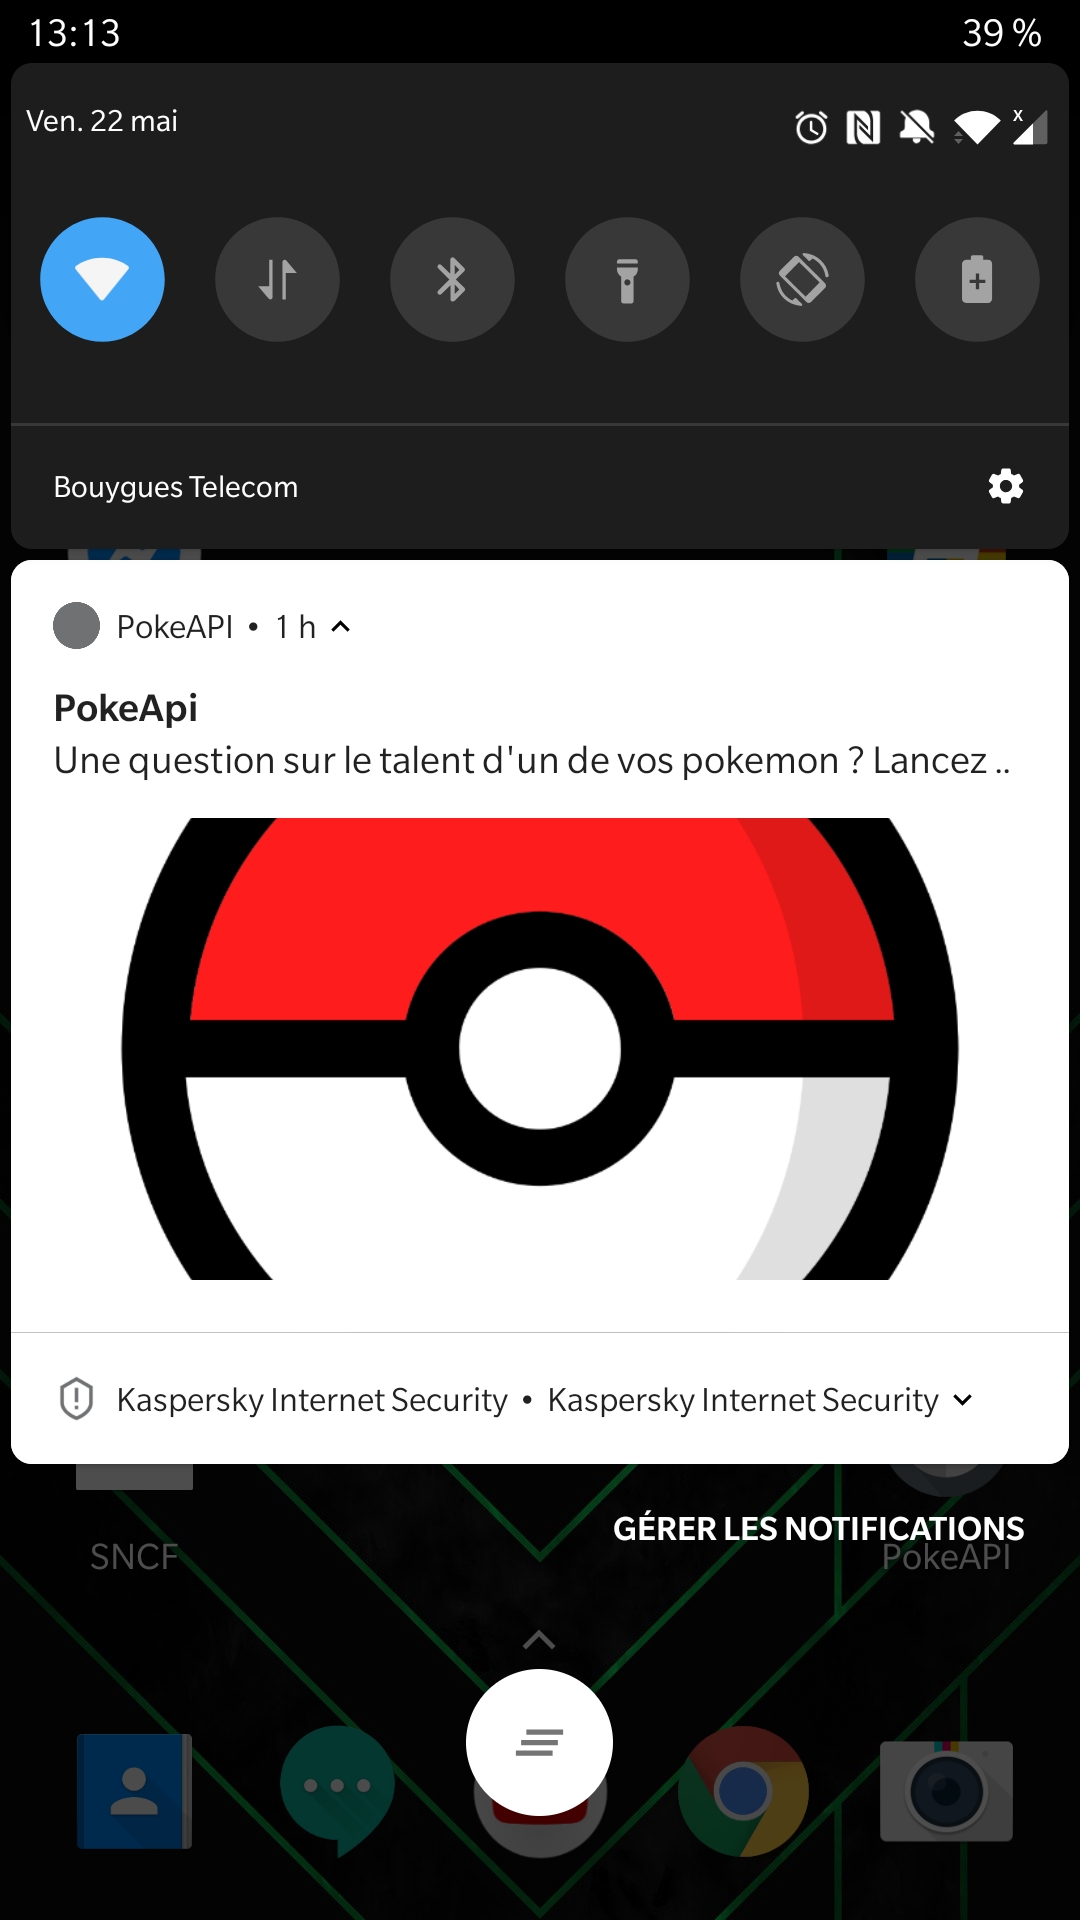 13:13
39 %
Ven. 22 mai
x
Bouygues Telecom
PokeAPI • 1 h
PokeApi
Une question sur le talent d'un de vos pokemon ? Lancez ..
Kaspersky Internet Security • Kaspersky Internet Security
GÉRER LES NOTIFICATIONS
SNCF
PokeAPI